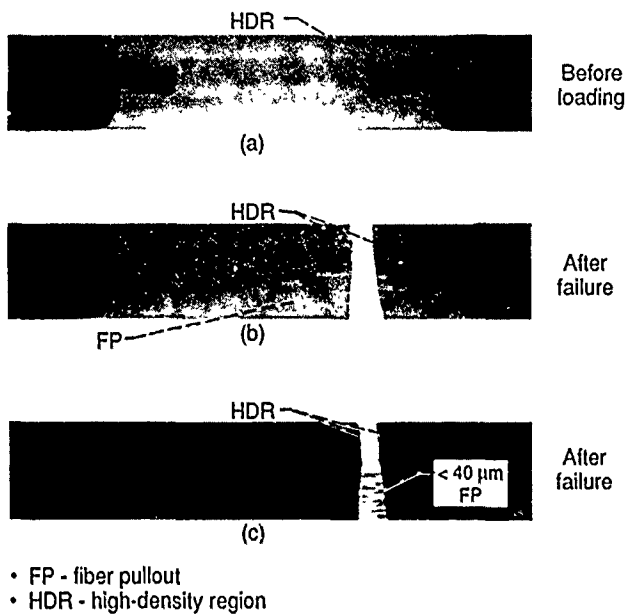 HDR
Before
loading
(a)
HDR
After
failure
FP
(b)
HDR
After
failure
< 40 μm
FP
(c)
• FP - fiber pullout
• HDR - high-density region